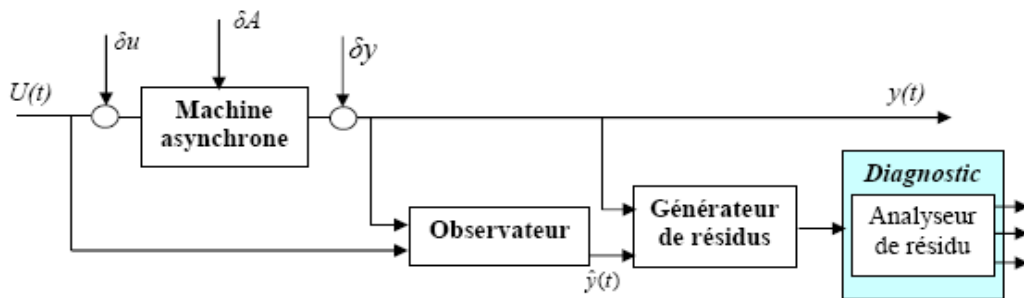 δA
δu
δy
U(t)
Machine
asynchrone
y(t)
Diagnostic
Observateur
Générateur
de résidus
Analyseur
de résidu
ŷ(t)